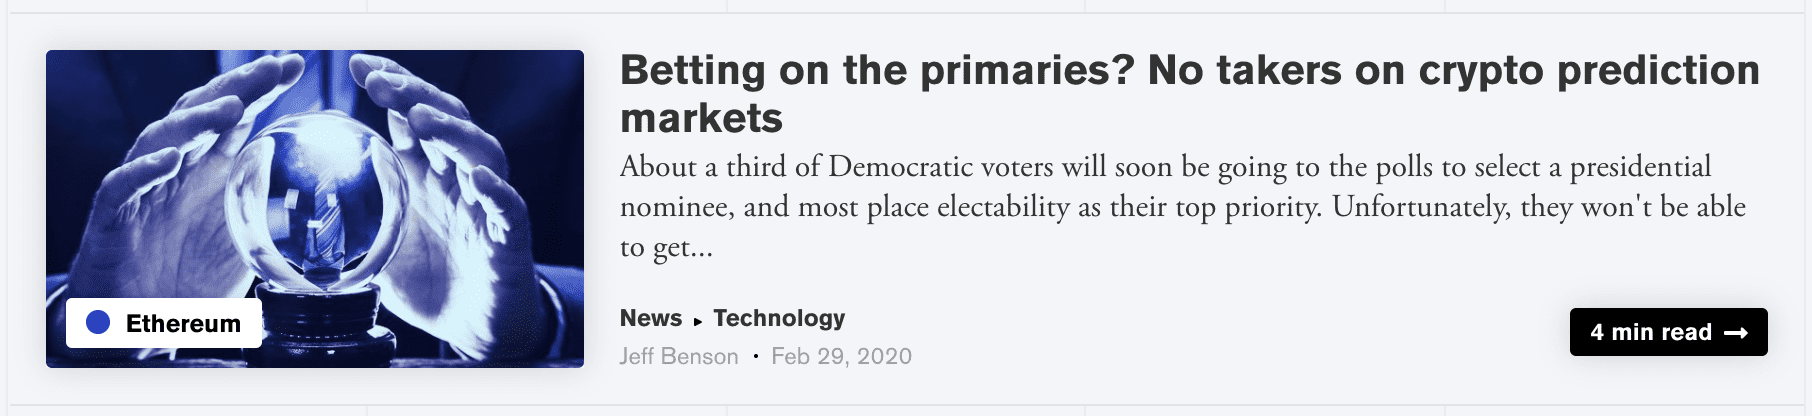 Betting on the primaries? No takers on crypto prediction
markets
About a third of Democratic voters will soon be going to the polls to select a presidential
nominee, and most place electability as their top priority. Unfortunately, they won't be able
to get...
Ethereum
News ▸ Technology
4 min read →
Jeff Benson • Feb 29, 2020